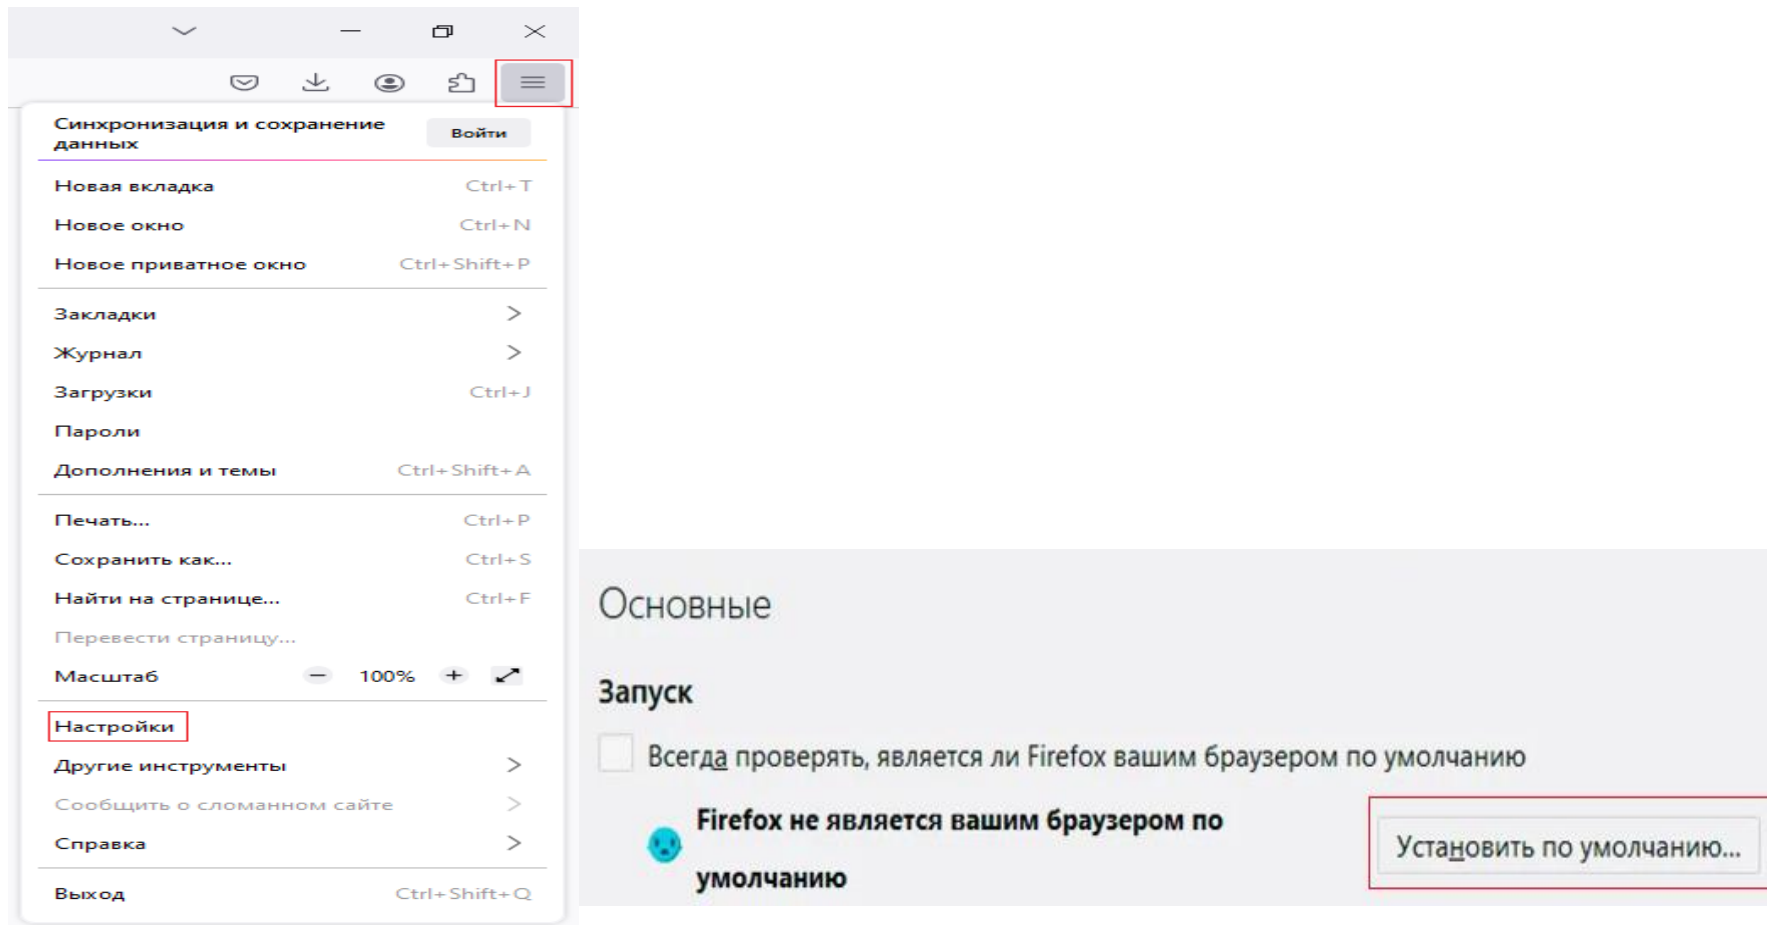 Синхронизация и сохранение
данных
Войти
Новая вкладка Ctrl+T
Новое окно Ctrl+N
Новое приватное окно Ctrl+Shift+P
Закладки
Журнал
Загрузки Ctrl+J
Пароли
Дополнения и темы Ctrl+Shift+A
Печать... Ctrl+P
Сохранить как... Ctrl+S
Найти на странице... Ctrl+F
Перевести страницу...
Масштаб 100%
Настройки
Другие инструменты
Сообщить о сломанном сайте
Справка
Выход Ctrl+Shift+Q
Основные
Запуск
Всегда проверять, является ли Firefox вашим браузером по умолчанию
Firefox не является вашим браузером по
умолчанию
Установить по умолчанию...